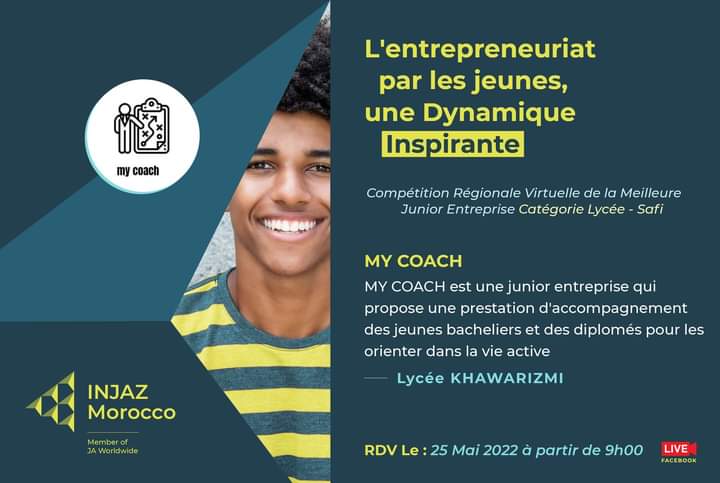 my coach
INJAZ
Morocco
Member of
JA Worldwide
L'entrepreneuriat
par les jeunes,
une Dynamique
Inspirante
Compétition Régionale Virtuelle de la Meilleure
Junior Entreprise Catégorie Lycée - Safi
MY COACH
MY COACH est une junior entreprise qui
propose une prestation d'accompagnement
des jeunes bacheliers et des diplomés pour les
orienter dans la vie active
Lycée KHAWARIZMI
RDV Le : 25 Mai 2022 à partir de 9h00
LIVE
FACEBOOK